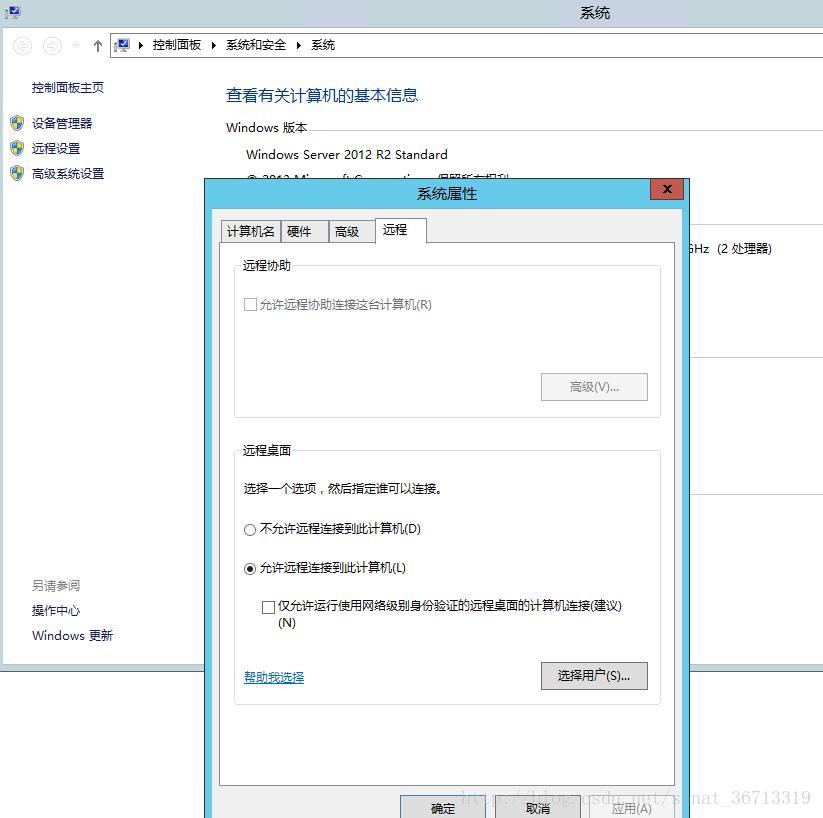 系统
控制面板 系统和安全 系统
控制面板主页
设备管理器
远程设置
高级系统设置
查看有关计算机的基本信息
Windows 版本
Windows Server 2012 R2 Standard
GHz (2 处理器)
系统属性
x
计算机名 硬件 高级 远程
远程协助
允许远程协助连接这台计算机(R)
高级(V)...
远程桌面
选择一个选项，然后指定谁可以连接。
不允许远程连接到此计算机(D)
允许远程连接到此计算机(L)
仅允许运行使用网络级别身份验证的远程桌面的计算机连接(建议)
(N)
帮助我选择 选择用户(S)...
另请参阅
操作中心
Windows 更新
确定 取消 应用(A)